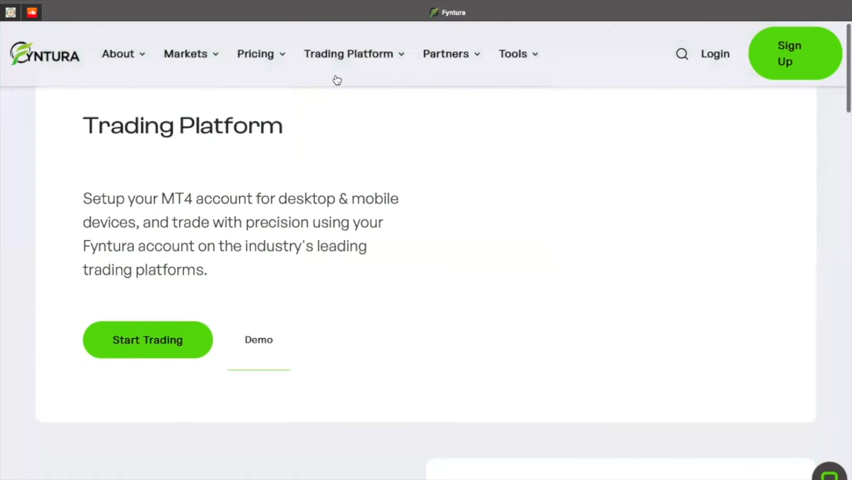 Fyntura
FYNTURA
About
Markets
Pricing
Trading Platform
Partners
Tools
Login
Sign
Up
Trading Platform
Setup your MT4 account for desktop & mobile
devices, and trade with precision using your
Fyntura account on the industry's leading
trading platforms.
Start Trading
Demo